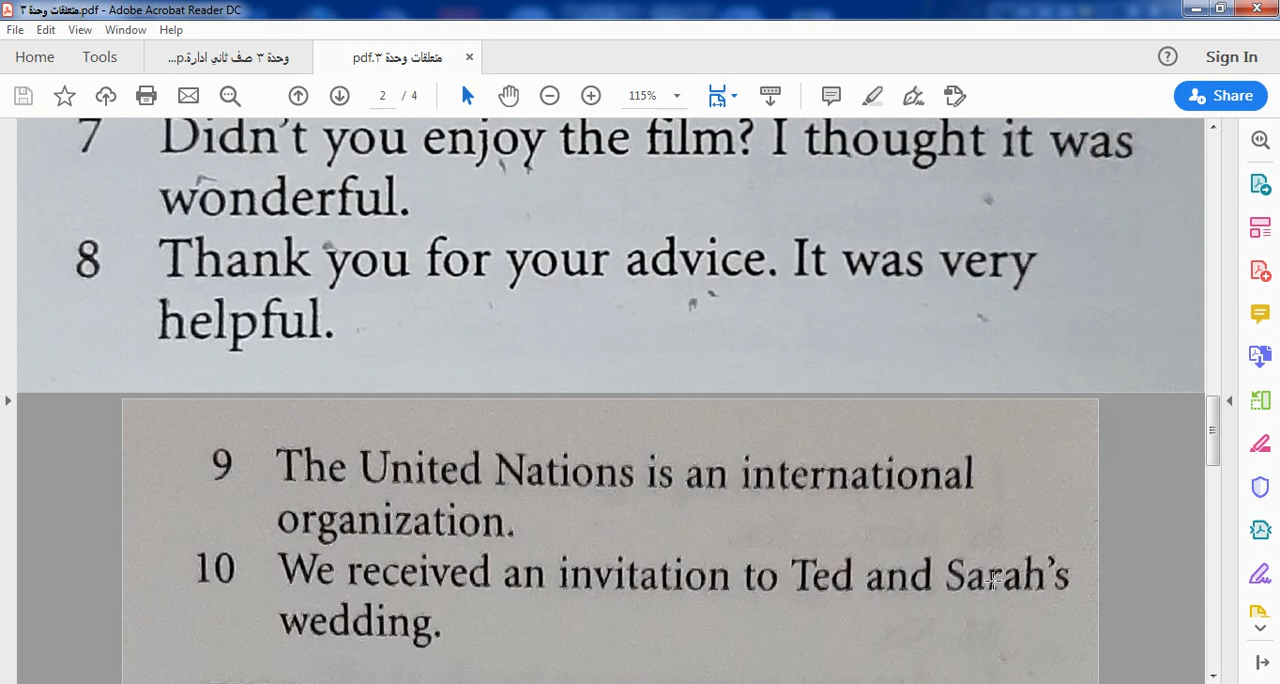 متعلقات وحدة ٣.pdf - Adobe Acrobat Reader DC
File Edit View Window Help
Home Tools وحدة ٣ صف ثاني ادارة.p... متعلقات وحدة ٣.pdf × Sign In
2 / 4 115% Share
7 Didn't you enjoy the film? I thought it was
wonderful.
8 Thank you for your advice. It was very
helpful.
9 The United Nations is an international
organization.
10 We received an invitation to Ted and Sarah's
wedding.